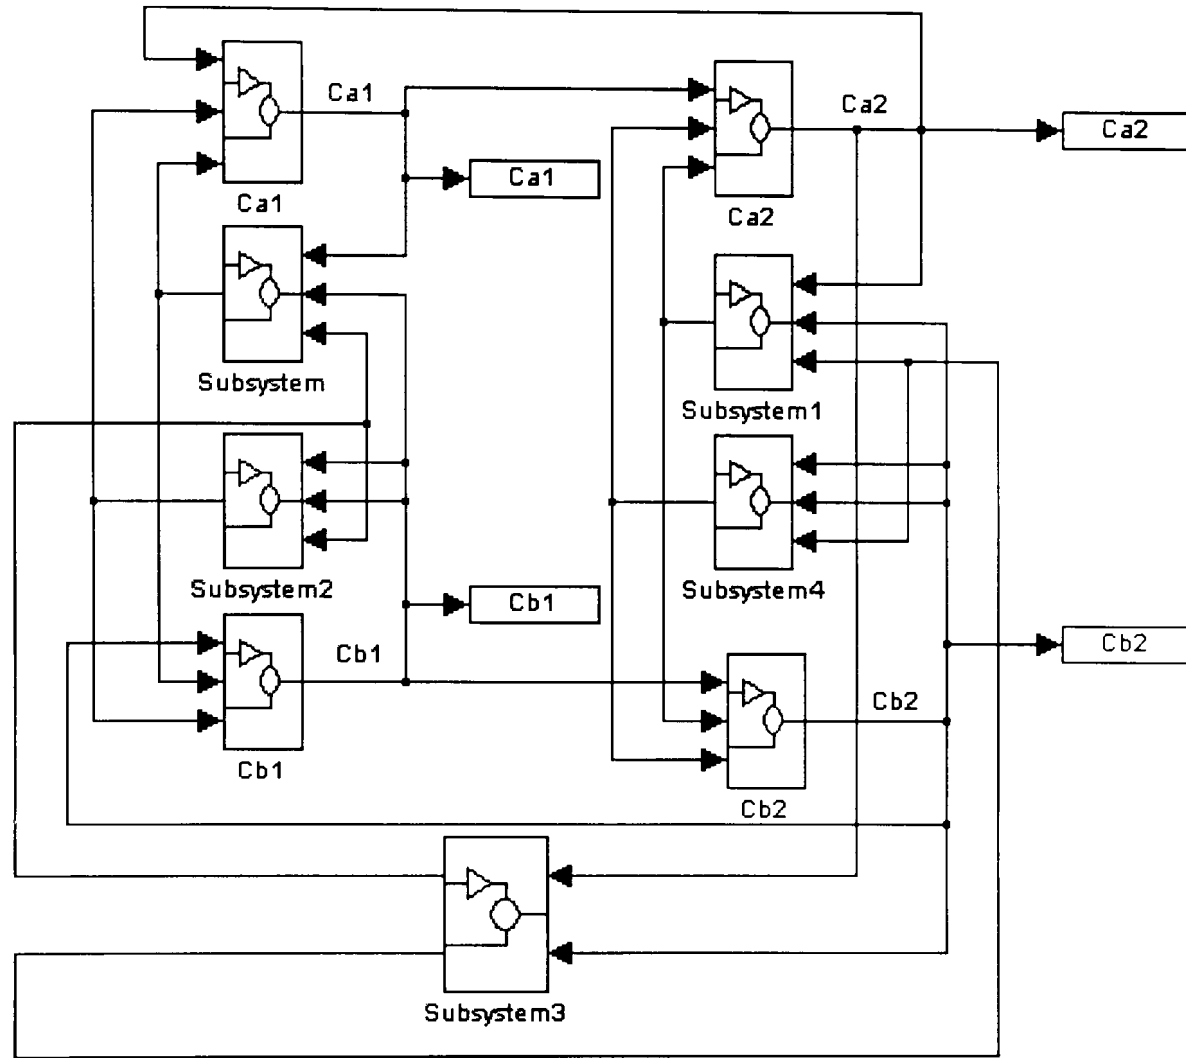 Ca1
Ca2
Ca2
Ca1
Ca1
Ca2
Subsystem
Subsystem1
Subsystem2
Subsystem4
Cb1
Cb1
Cb2
Cb2
Cb1
Cb2
Subsystem3